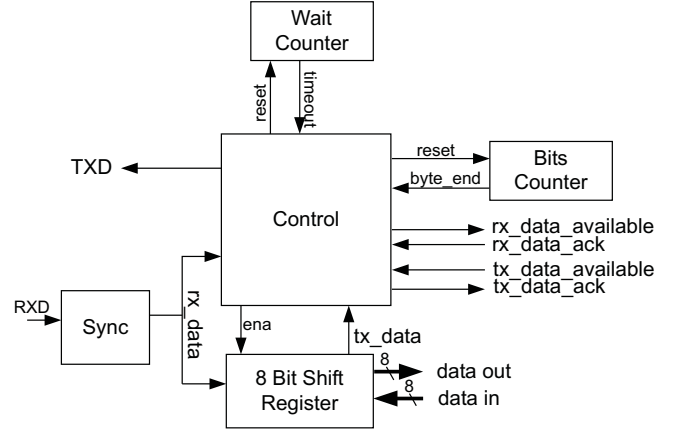 Wait
Counter
reset
timeout
TXD
reset
byte_end
Bits
Counter
Control
rx_data_available
rx_data_ack
tx_data_available
tx_data_ack
RXD
Sync
rx_data
ena
tx_data
8 Bit Shift
Register
8
data out
8
data in